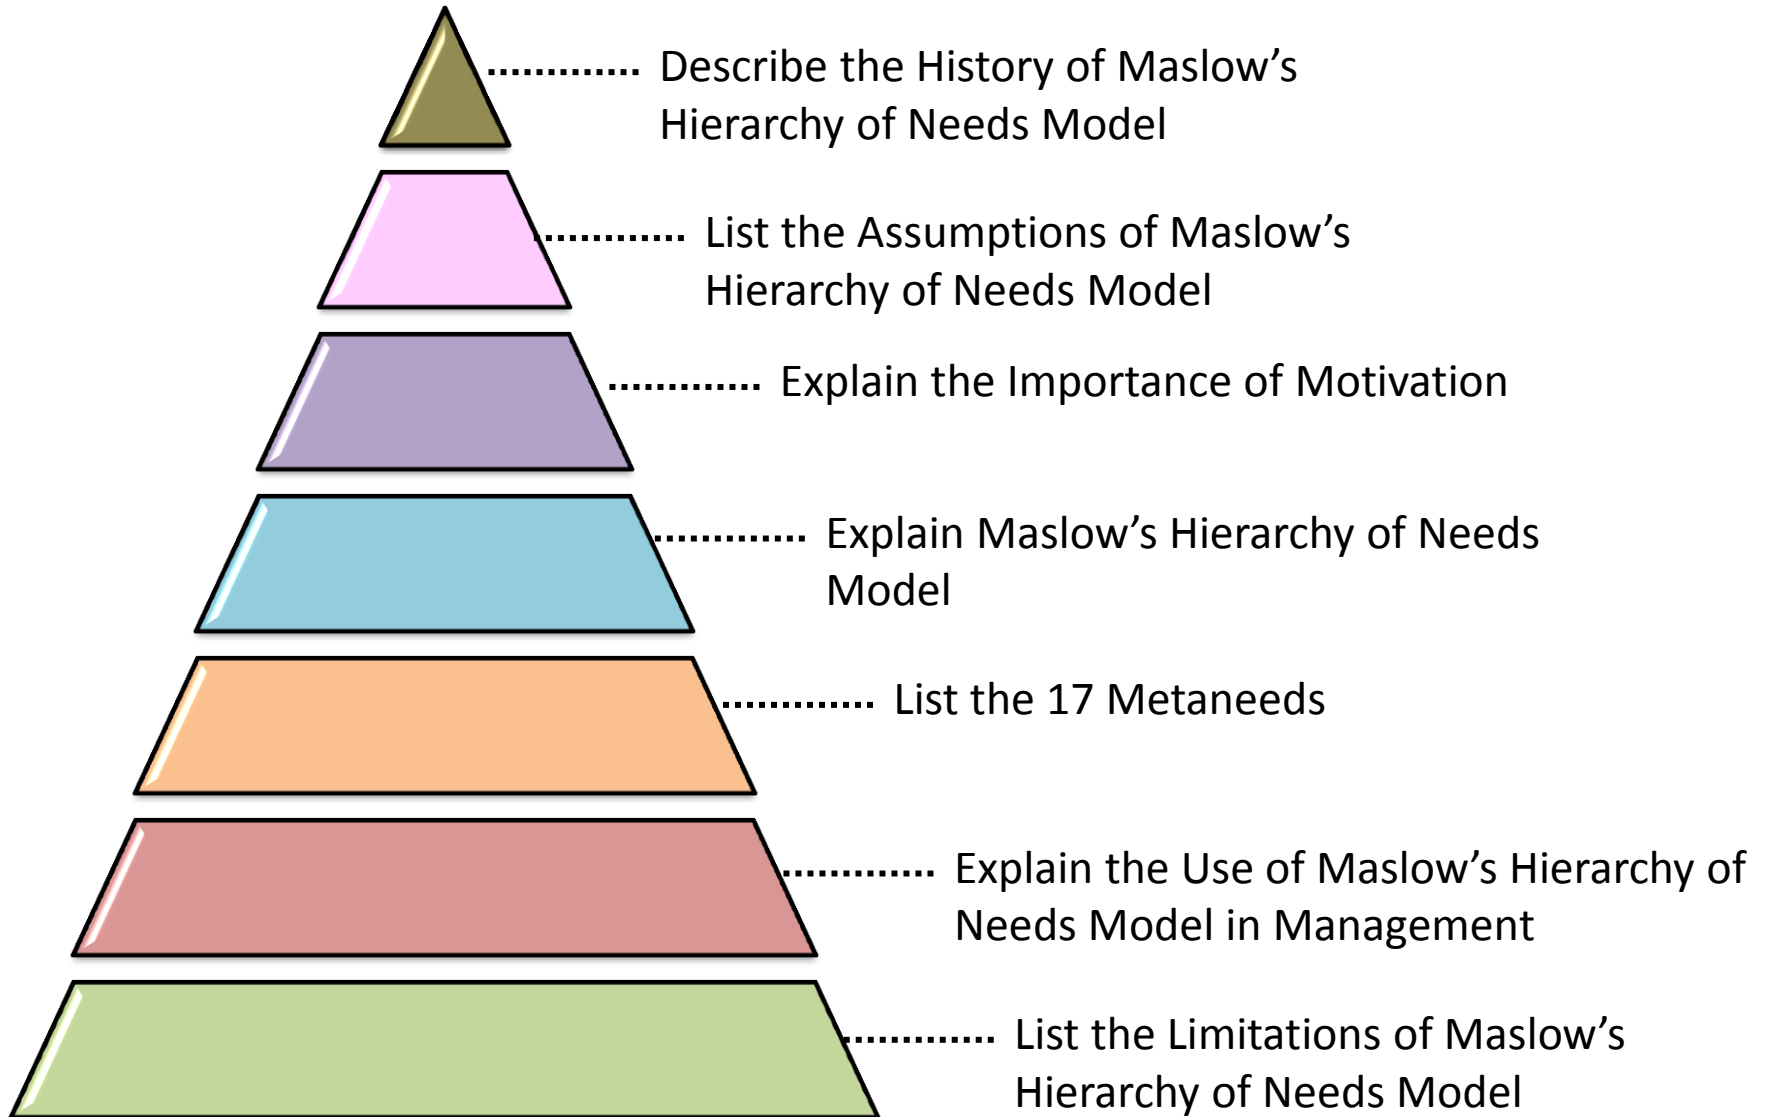 Describe the History of Maslow’s
Hierarchy of Needs Model
List the Assumptions of Maslow’s
Hierarchy of Needs Model
Explain the Importance of Motivation
Explain Maslow’s Hierarchy of Needs
Model
List the 17 Metaneeds
Explain the Use of Maslow’s Hierarchy of
Needs Model in Management
List the Limitations of Maslow’s
Hierarchy of Needs Model